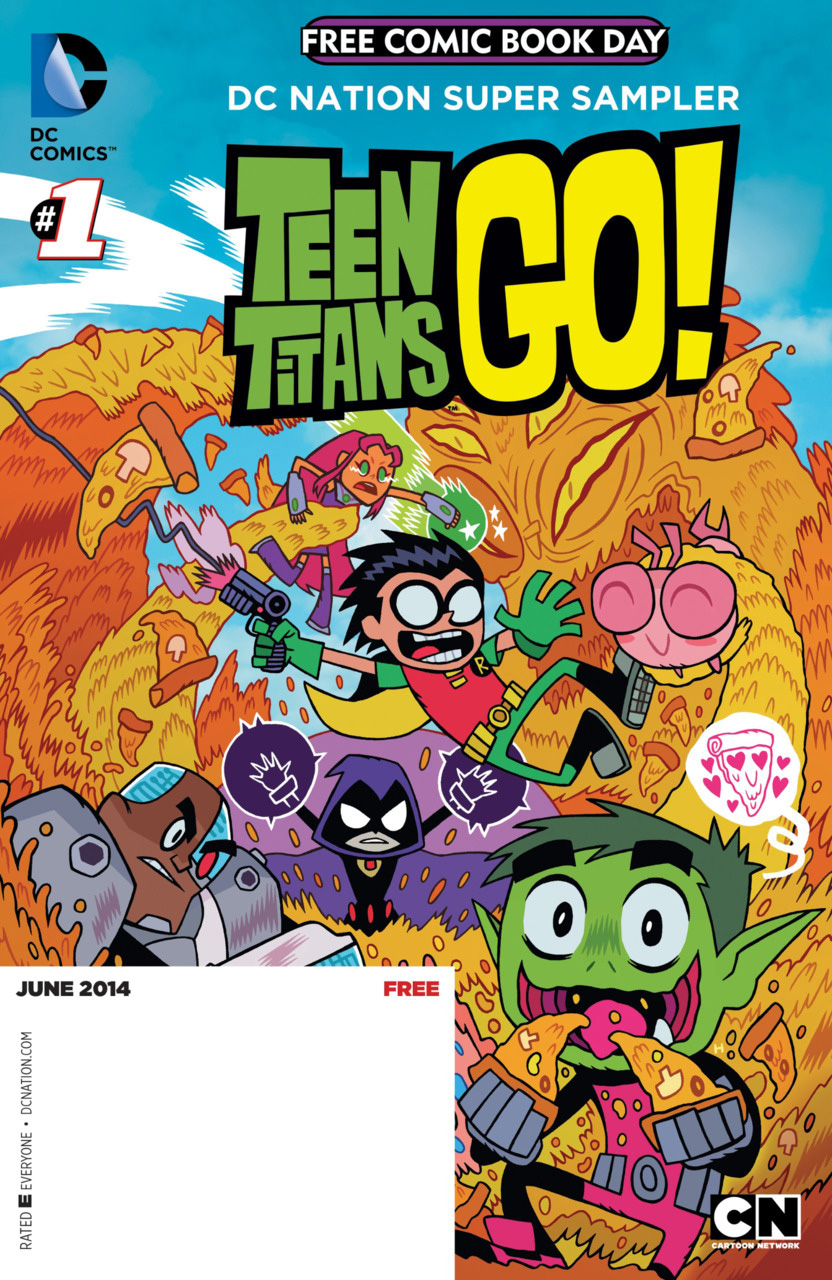 FREE COMIC BOOK DAY
DC NATION SUPER SAMPLER
DC
DC
COMICS™
#1
TEEN
TITANS
GO!
™
R
JUNE 2014
FREE
RATED E EVERYONE • DCNATION.COM
H
CN
CARTOON NETWORK